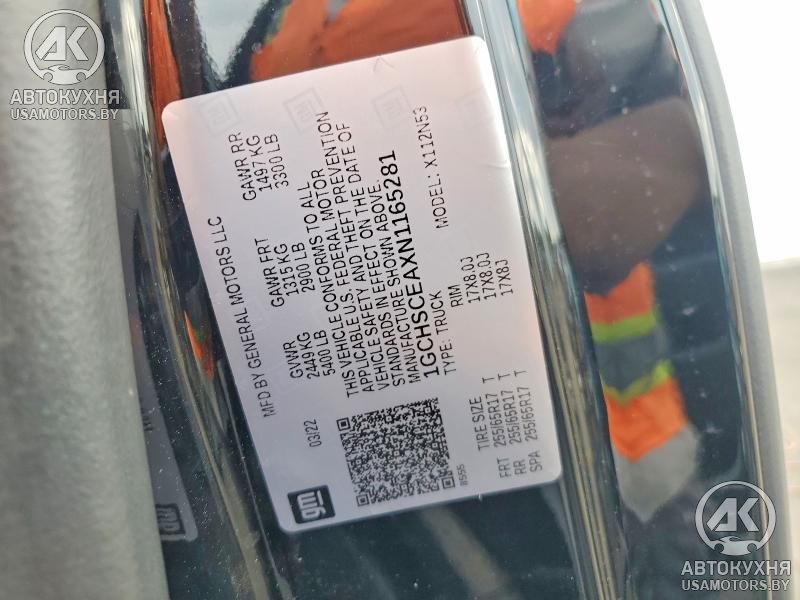 АК
АВТОКУХНЯ
USAMOTORS.BY
MFD BY GENERAL MOTORS LLC
03/22
GVWR
2449 KG
5400 LB
GAWR FRT
1315 KG
2900 LB
GAWR RR
1497 KG
3300 LB
THIS VEHICLE CONFORMS TO ALL
APPLICABLE U.S. FEDERAL MOTOR
VEHICLE SAFETY AND THEFT PREVENTION
STANDARDS IN EFFECT ON THE DATE OF
MANUFACTURE SHOWN ABOVE.
1GCHSCEAXN1165281
TYPE: TRUCK
MODEL: X112N53
TIRE SIZE
RIM
FRT 255/65R17 T 17X8.0J
RR 255/65R17 T 17X8.0J
SPA 255/65R17 T 17X8J
#595
gm
АК
АВТОКУХНЯ
USAMOTORS.BY